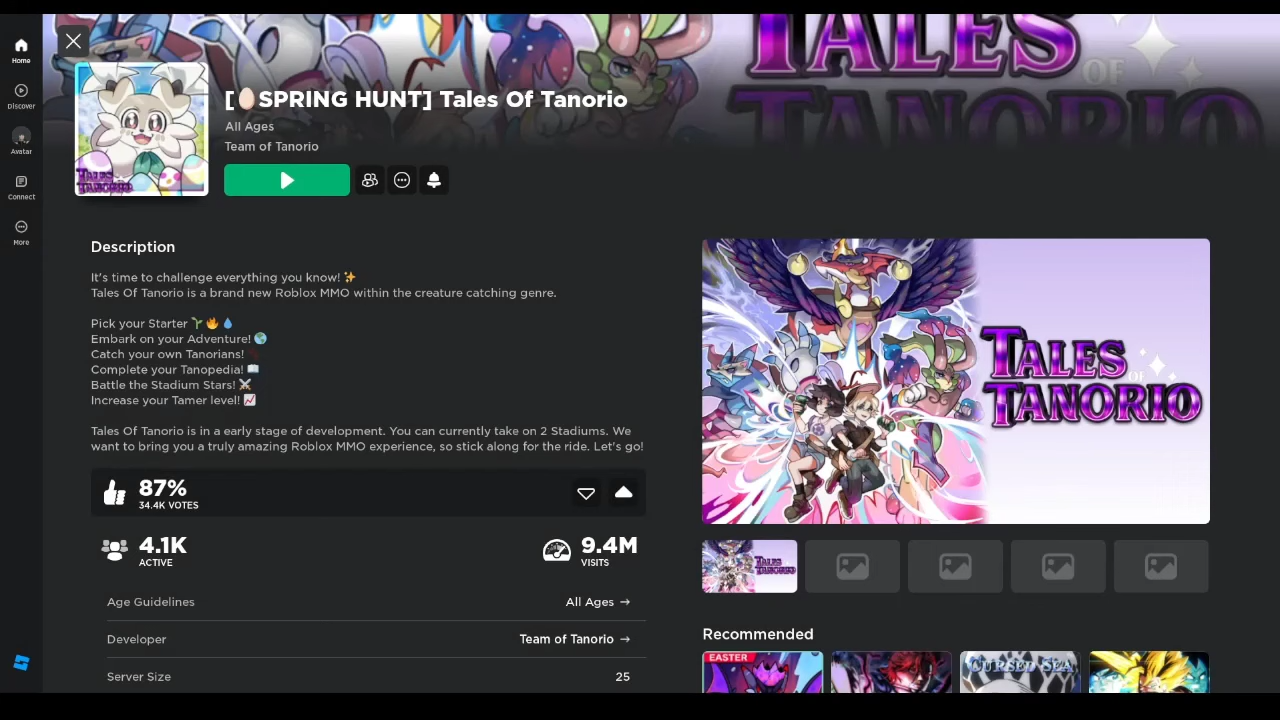 TALES
OF
TANORIO
Home
Discover
Avatar
Connect
More
[🥚SPRING HUNT] Tales Of Tanorio
All Ages
Team of Tanorio
TALES
TANORIO
Description
It's time to challenge everything you know! ✨
Tales Of Tanorio is a brand new Roblox MMO within the creature catching genre.
Pick your Starter 🌱🔥💧
Embark on your Adventure! 🌎
Catch your own Tanorians!
Complete your Tanopedia! 📖
Battle the Stadium Stars! ⚔️
Increase your Tamer level! 📈
Tales Of Tanorio is in a early stage of development. You can currently take on 2 Stadiums. We
want to bring you a truly amazing Roblox MMO experience, so stick along for the ride. Let's go!
87%
34.4K VOTES
4.1K
ACTIVE
9.4M
VISITS
Age Guidelines All Ages →
Developer Team of Tanorio →
Server Size 25
TALES
OF
TANORIO
TALES
TANORIO
Recommended
EASTER
CURSED SEA